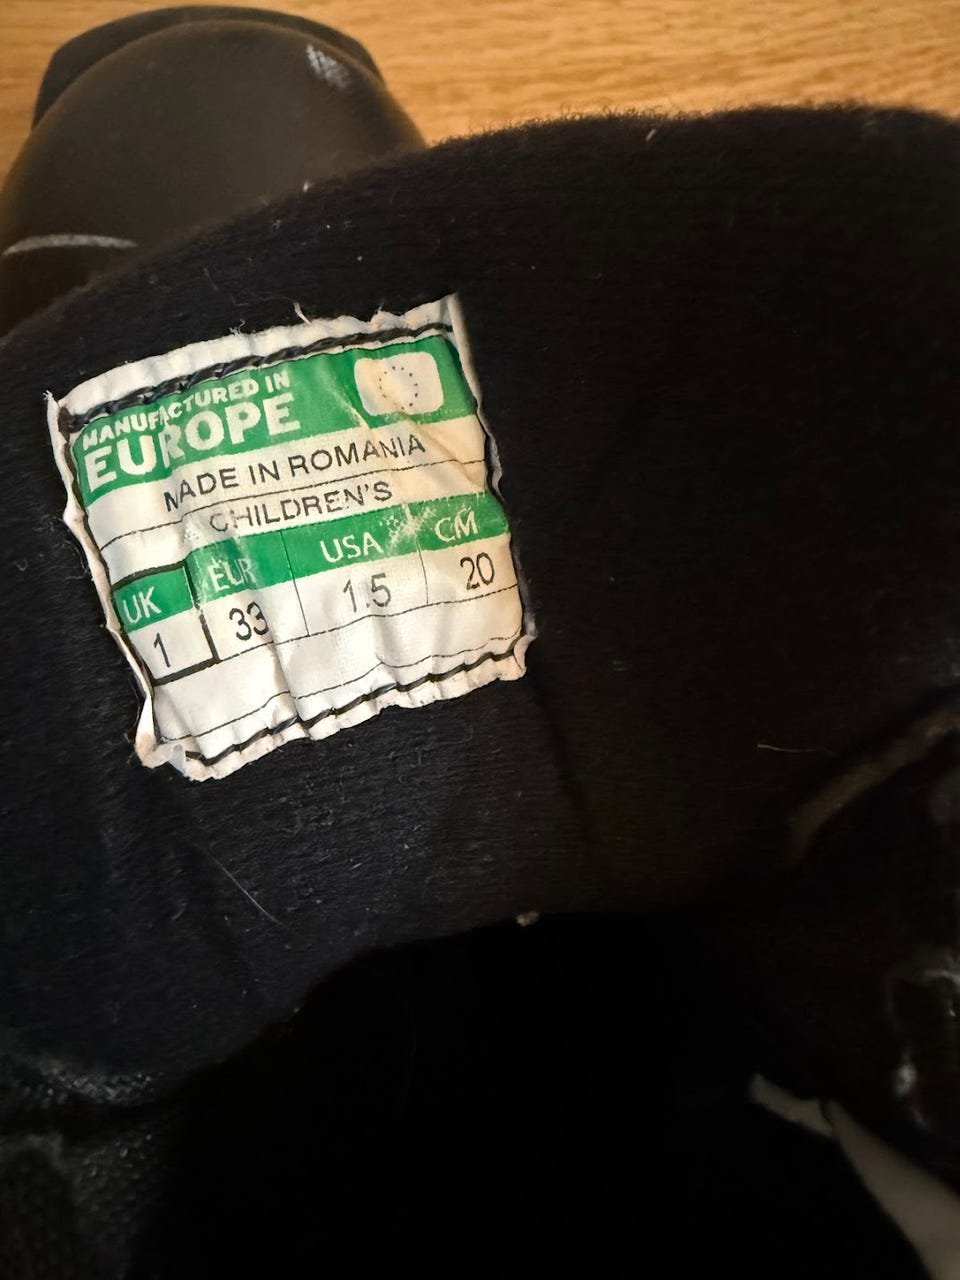 MANUFACTURED IN
EUROPE
MADE IN ROMANIA
CHILDREN'S
UK EUR USA CM
1 33 1.5 20